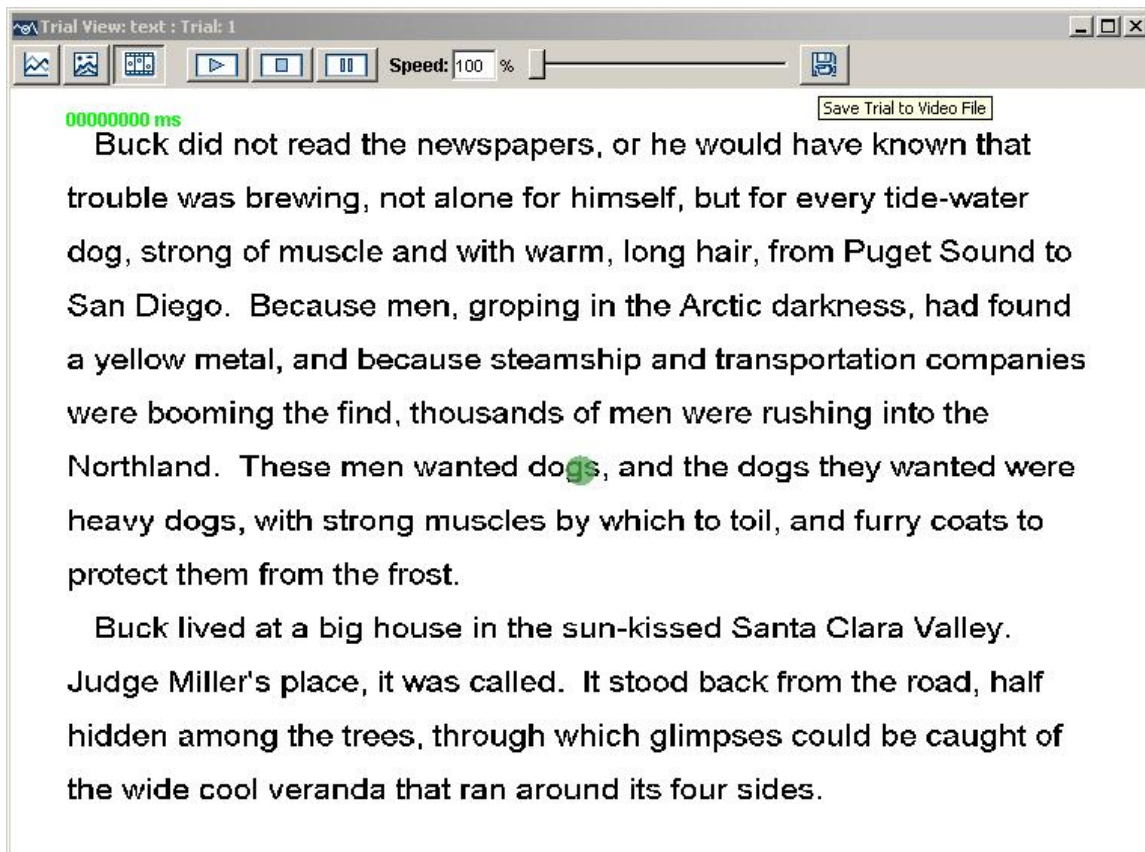 Trial View: text : Trial: 1
Speed: 100 %
Save Trial to Video File
00000000 ms
Buck did not read the newspapers, or he would have known that
trouble was brewing, not alone for himself, but for every tide-water
dog, strong of muscle and with warm, long hair, from Puget Sound to
San Diego.  Because men, groping in the Arctic darkness, had found
a yellow metal, and because steamship and transportation companies
were booming the find, thousands of men were rushing into the
Northland.  These men wanted dogs, and the dogs they wanted were
heavy dogs, with strong muscles by which to toil, and furry coats to
protect them from the frost.
Buck lived at a big house in the sun-kissed Santa Clara Valley.
Judge Miller's place, it was called.  It stood back from the road, half
hidden among the trees, through which glimpses could be caught of
the wide cool veranda that ran around its four sides.